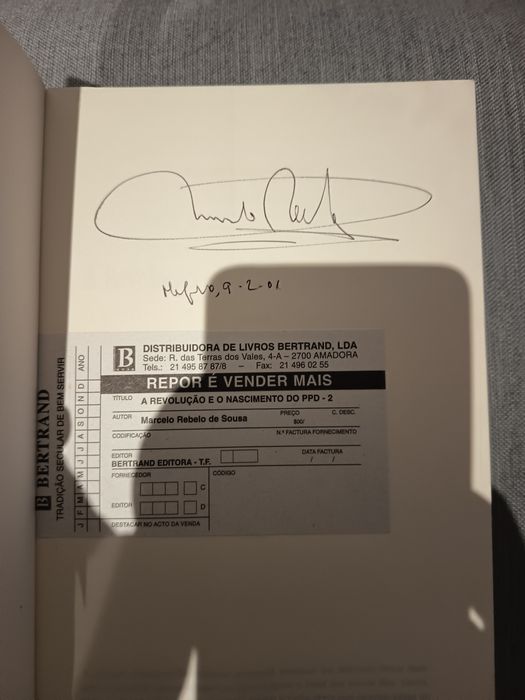 9-2-01
DISTRIBUIDORA DE LIVROS BERTRAND, LDA
Sede: R. das Terras dos Vales, 4-A – 2700 AMADORA
Tels.: 21 495 87 87/8 – Fax: 21 496 02 55
REPOR É VENDER MAIS
TÍTULO A REVOLUÇÃO E O NASCIMENTO DO PPD - 2
AUTOR Marcelo Rebelo de Sousa PREÇO C. DESC.
800/
CODIFICAÇÃO N.º FACTURA FORNECIMENTO
EDITOR DATA FACTURA
BERTRAND EDITORA - T.F. / /
FORNECEDOR CÓDIGO
C
EDITOR D
DESTACAR NO ACTO DA VENDA
B BERTRAND
TRADIÇÃO SECULAR DE BEM SERVIR
J F M A M J J A S O N D ANO